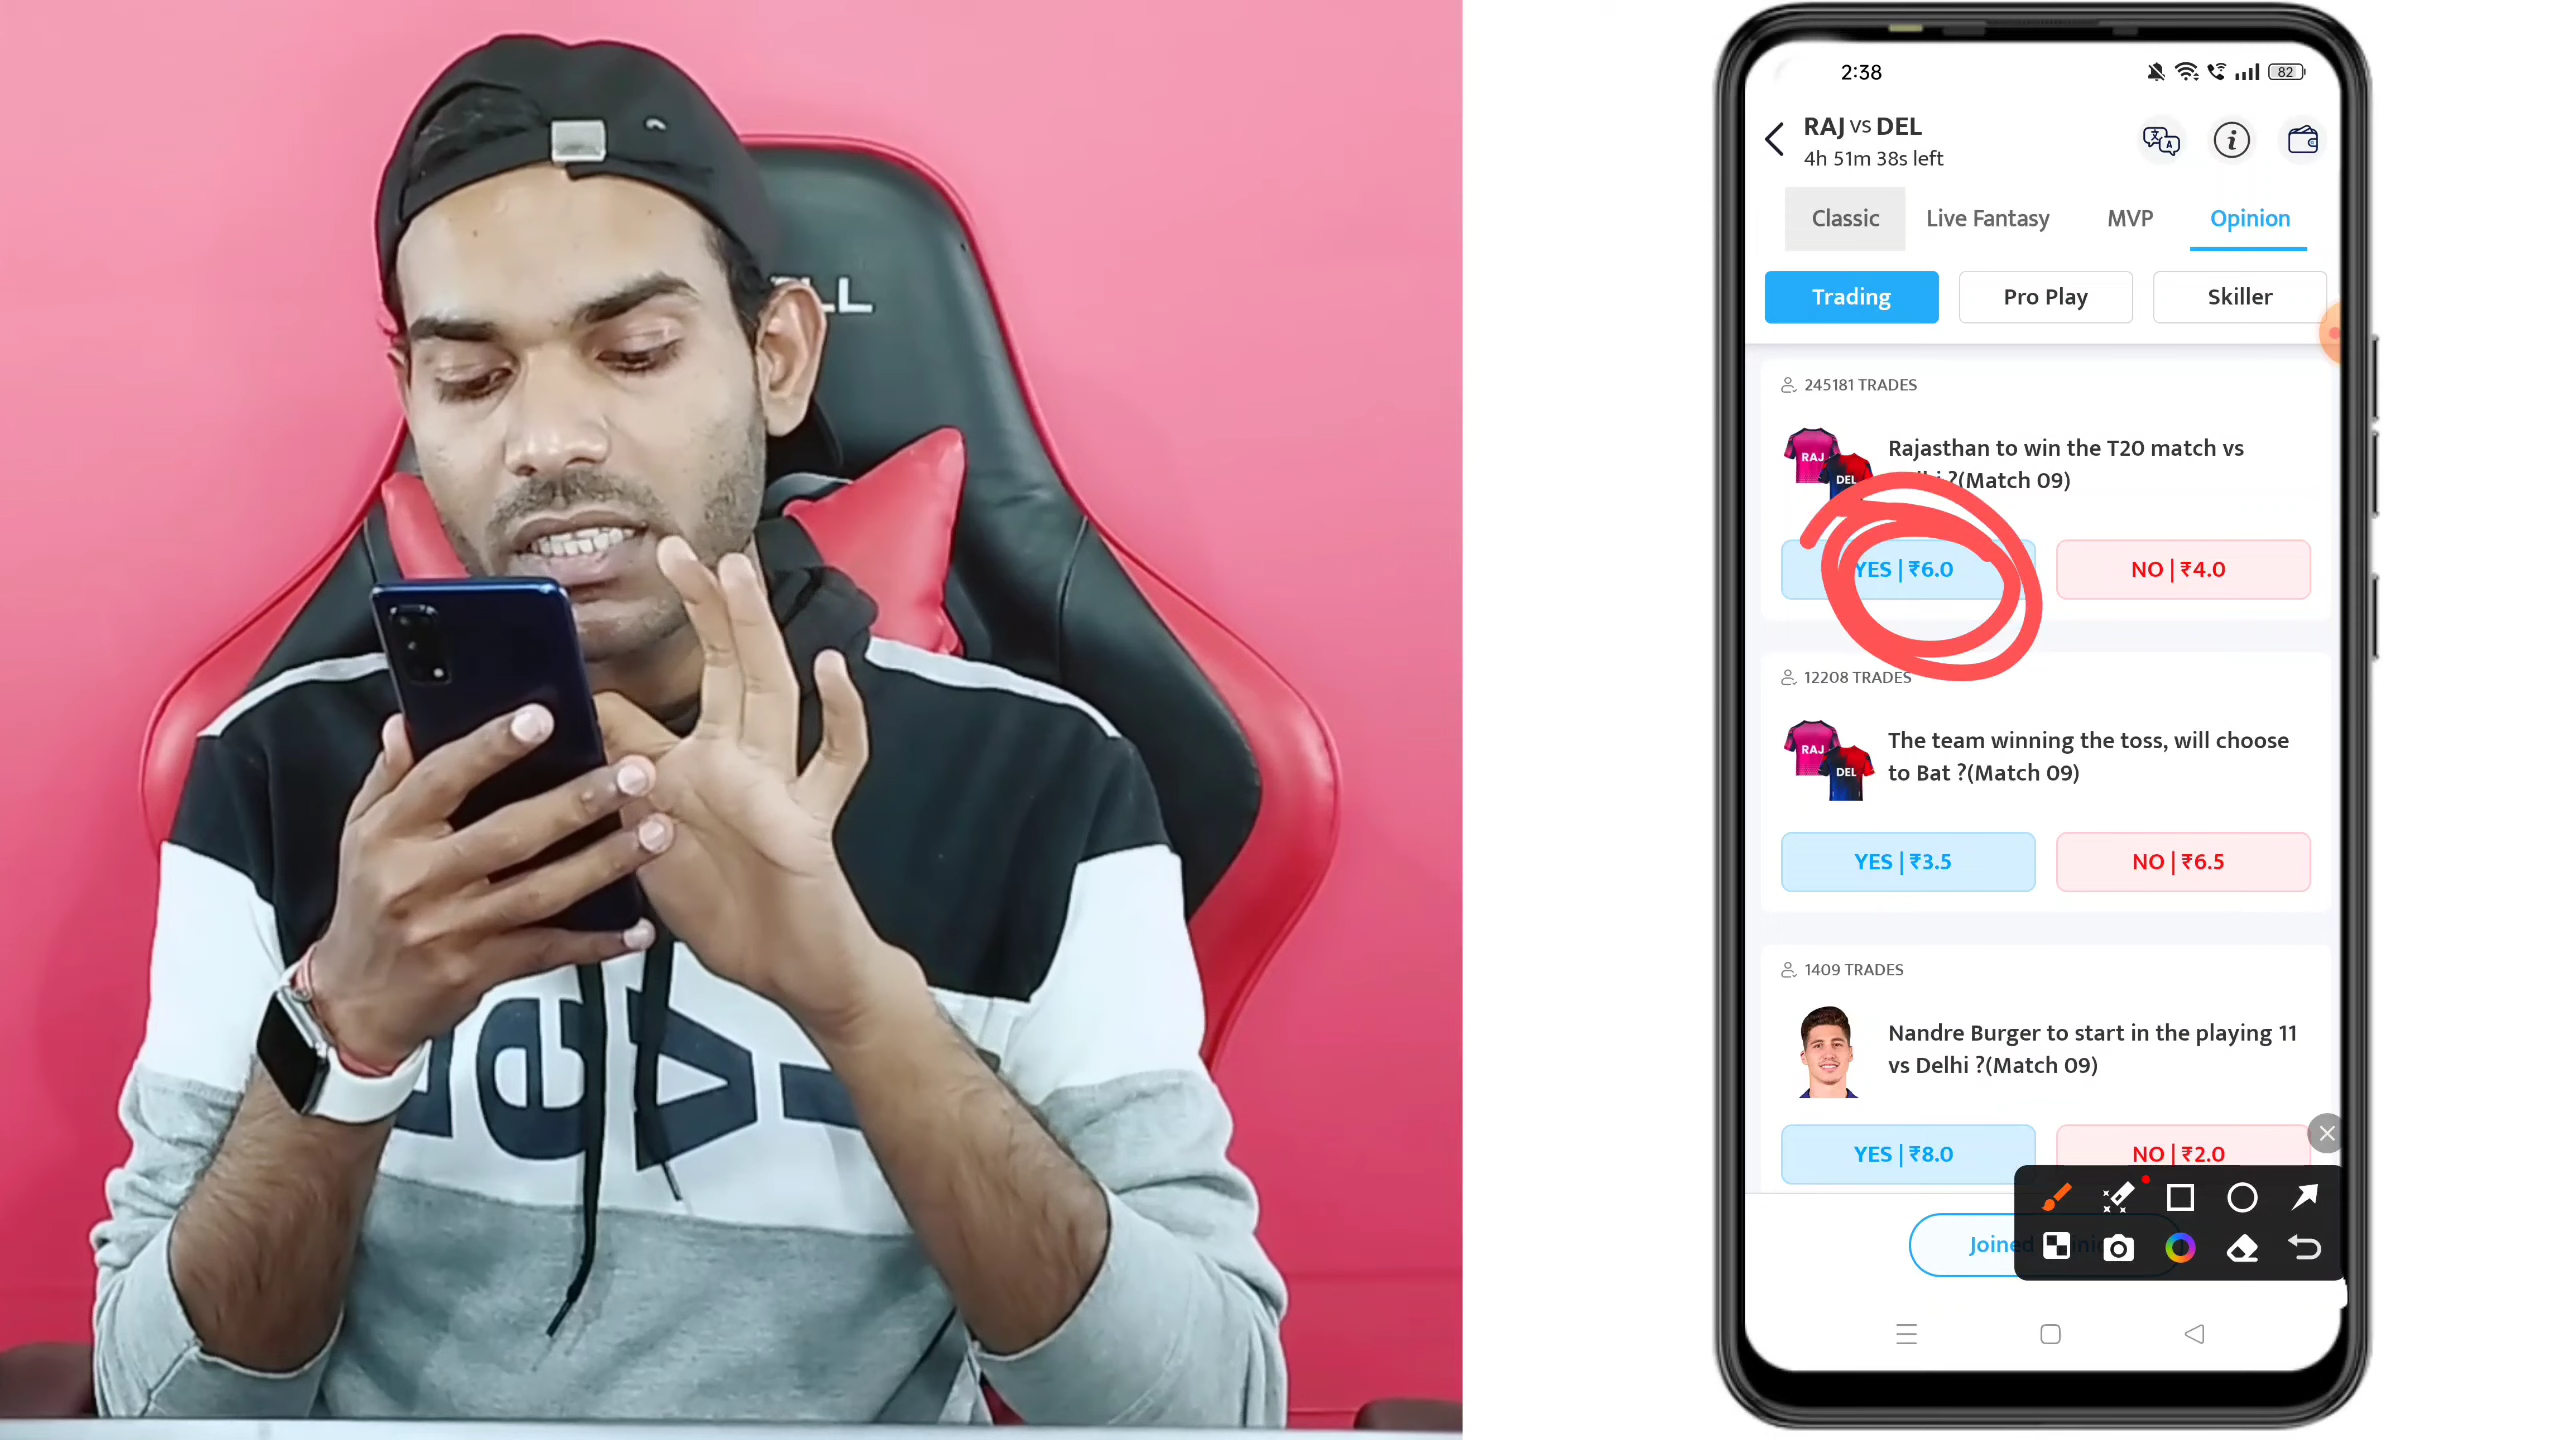 LL
Lev
2:38
82
RAJ VS DEL
4h 51m 38s left
Classic
Live Fantasy
MVP
Opinion
Trading
Pro Play
Skiller
245181 TRADES
RAJ
DEL
Rajasthan to win the T20 match vs
?(Match 09)
YES | ₹6.0
NO | ₹4.0
12208 TRADES
RAJ
DEL
The team winning the toss, will choose
to Bat ?(Match 09)
YES | ₹3.5
NO | ₹6.5
1409 TRADES
Nandre Burger to start in the playing 11
vs Delhi ?(Match 09)
YES | ₹8.0
NO | ₹2.0